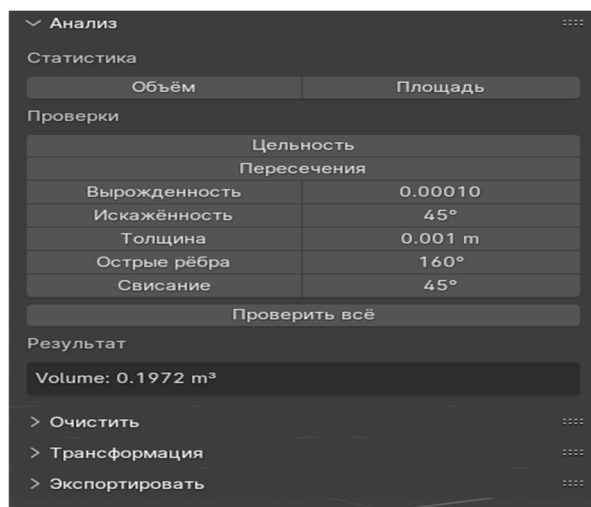 Анализ
Статистика
Объём Площадь
Проверки
Цельность
Пересечения
Вырожденность 0.00010
Искажённость 45°
Толщина 0.001 m
Острые рёбра 160°
Свисание 45°
Проверить всё
Результат
Volume: 0.1972 m³
Очистить
Трансформация
Экспортировать